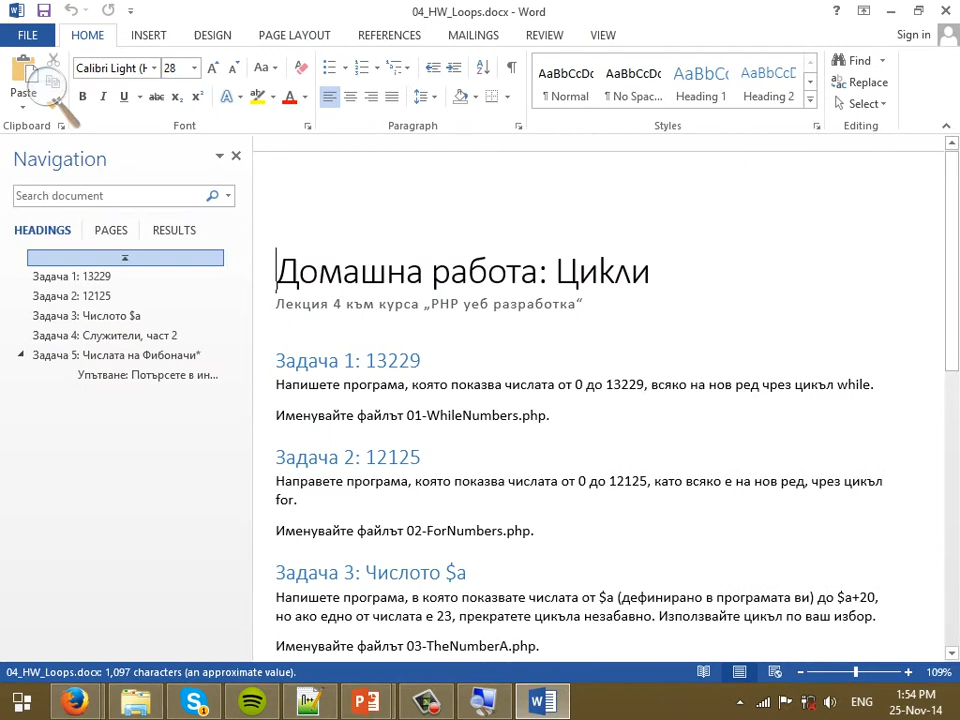 04_HW_Loops.docx - Word
FILE
HOME
INSERT
DESIGN
PAGE LAYOUT
REFERENCES
MAILINGS
REVIEW
VIEW
Sign in
Paste
Calibri Light (H
28
Aa
B I U abc x₂ x²
A
AaBbCcDc AaBbCcDc AaBbCc AaBbCcD
¶ Normal ¶ No Spac... Heading 1 Heading 2
Find
Replace
Select
Clipboard
Font
Paragraph
Styles
Editing
Navigation
Search document
HEADINGS PAGES RESULTS
Задача 1: 13229
Задача 2: 12125
Задача 3: Числото $a
Задача 4: Служители, част 2
Задача 5: Числата на Фибоначи*
Упътване: Потърсете в ин...
Домашна работа: Цикли
Лекция 4 към курса „PHP уеб разработка“
Задача 1: 13229
Напишете програма, която показва числата от 0 до 13229, всяко на нов ред чрез цикъл while.
Именувайте файлът 01-WhileNumbers.php.
Задача 2: 12125
Направете програма, която показва числата от 0 до 12125, като всяко е на нов ред, чрез цикъл
for.
Именувайте файлът 02-ForNumbers.php.
Задача 3: Числото $a
Напишете програма, в която показвате числата от $a (дефинирано в програмата ви) до $a+20,
но ако едно от числата е 23, прекратете цикъла незабавно. Използвайте цикъл по ваш избор.
Именувайте файлът 03-TheNumberA.php.
04_HW_Loops.docx: 1,097 characters (an approximate value).
109%
ENG
1:54 PM
25-Nov-14